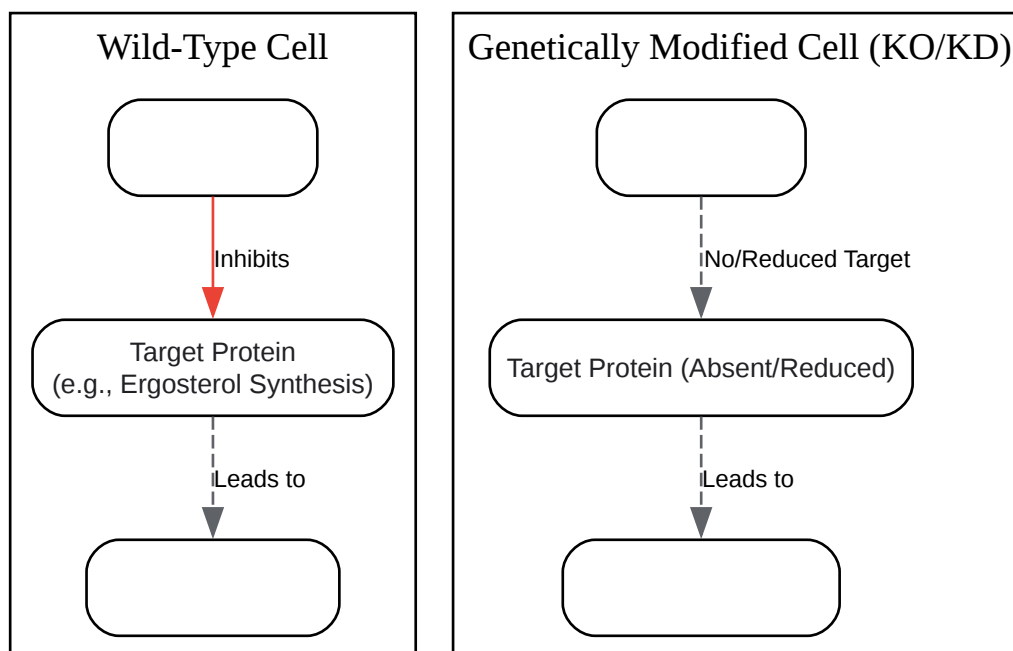 Wild-Type Cell
Inhibits
Target Protein
(e.g., Ergosterol Synthesis)
Leads to
Genetically Modified Cell (KO/KD)
No/Reduced Target
Target Protein (Absent/Reduced)
Leads to